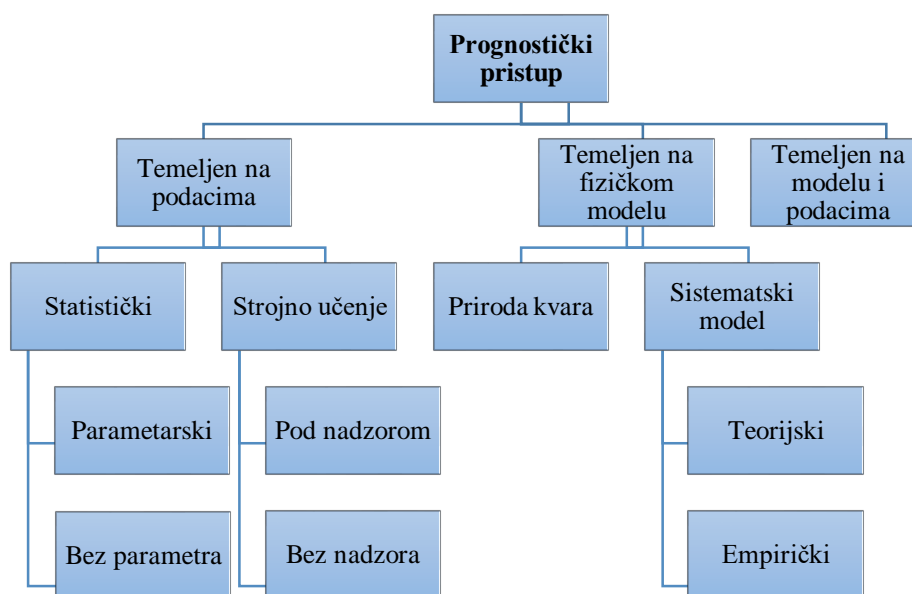 Prognostički
pristup
Temeljen na
podacima
Temeljen na
fizičkom
modelu
Temeljen na
modelu i
podacima
Statistički
Strojno učenje
Priroda kvara
Sistematski
model
Parametarski
Pod nadzorom
Teorijski
Bez parametra
Bez nadzora
Empirički